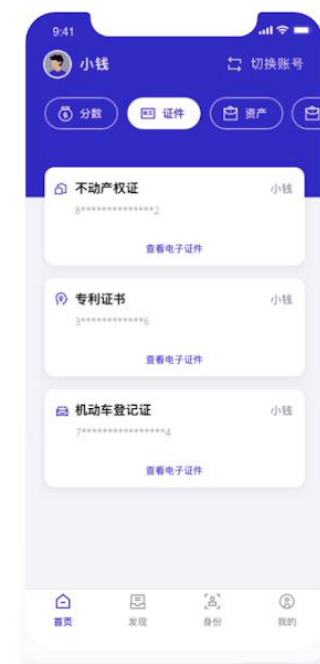 9:41
小钱 切换账号
分数 证件 资产
不动产权证 小钱
8**************2
查看电子证件
专利证书 小钱
3************6
查看电子证件
机动车登记证 小钱
7*****************4
查看电子证件
首页 发现 身份 我的